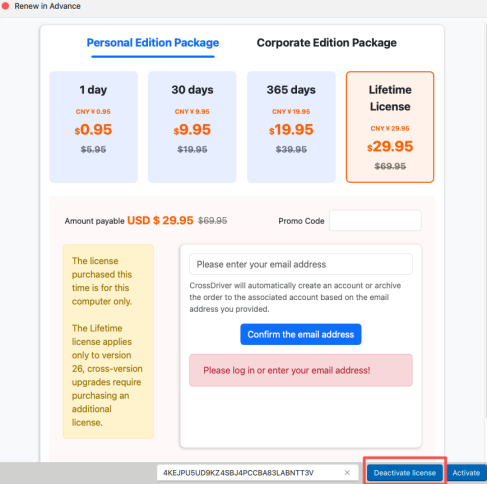 Renew in Advance
Personal Edition Package
Corporate Edition Package
1 day
CNY ¥ 0.95
$0.95
$5.95
30 days
CNY ¥ 9.95
$9.95
$19.95
365 days
CNY ¥ 19.95
$19.95
$39.95
Lifetime
License
CNY ¥ 29.95
$29.95
$69.95
Amount payable USD $ 29.95 $69.95
Promo Code
The license
purchased this
time is for this
computer only.
The Lifetime
license applies
only to version
26, cross-version
upgrades require
purchasing an
additional
license.
Please enter your email address
CrossDriver will automatically create an account or archive
the order to the associated account based on the email
address you provided.
Confirm the email address
Please log in or enter your email address!
4KEJPU5UD9KZ4SBJ4PCCBA83LABNTT3V
Deactivate license
Activate